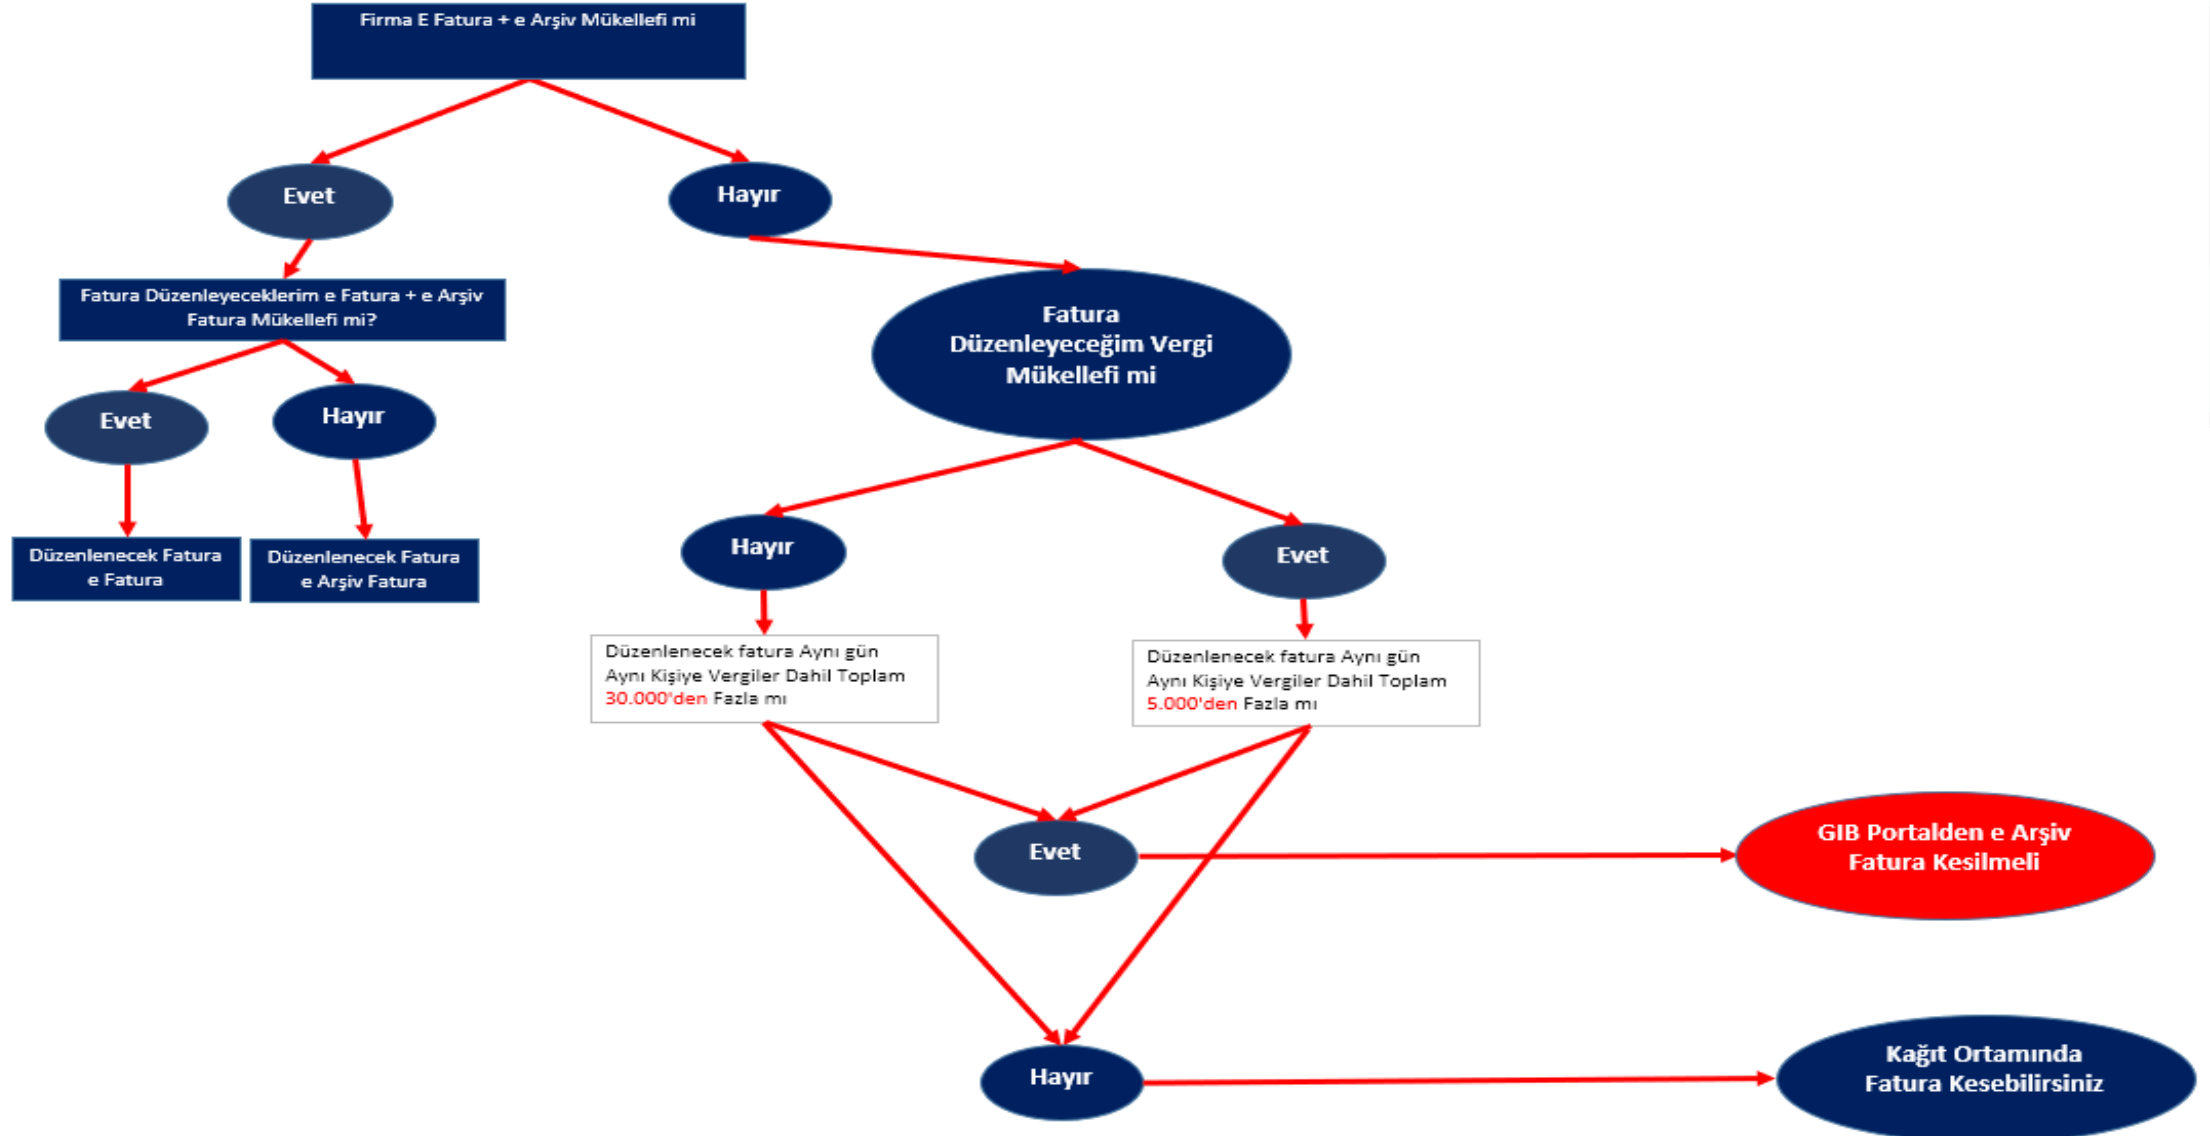 Firma E Fatura + e Arşiv Mükellefi mi
Evet
Hayır
Fatura Düzenleyeceklerim e Fatura + e Arşiv
Fatura Mükellefi mi?
Fatura
Düzenleyeceğim Vergi
Mükellefi mi
Evet
Hayır
Düzenlenecek Fatura
e Fatura
Düzenlenecek Fatura
e Arşiv Fatura
Hayır
Evet
Düzenlenecek fatura Aynı gün
Aynı Kişiye Vergiler Dahil Toplam
30.000'den Fazla mı
Düzenlenecek fatura Aynı gün
Aynı Kişiye Vergiler Dahil Toplam
5.000'den Fazla mı
Evet
GIB Portalden e Arşiv
Fatura Kesilmeli
Hayır
Kağıt Ortamında
Fatura Kesebilirsiniz